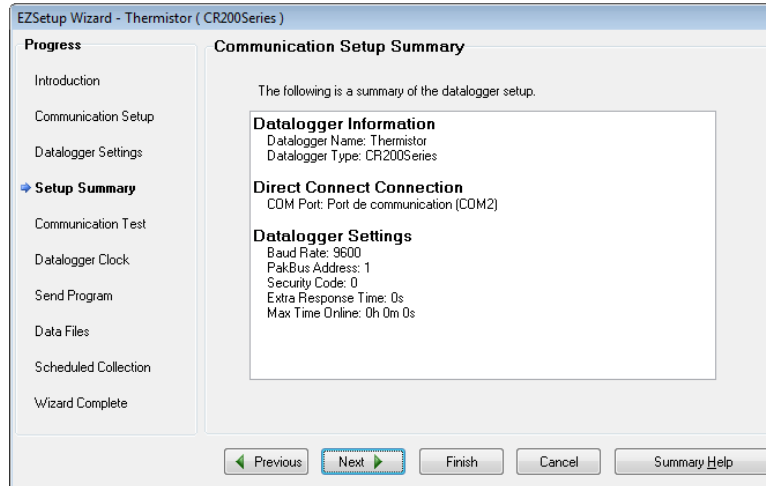 EZSetup Wizard - Thermistor ( CR200Series )
Progress
Introduction
Communication Setup
Datalogger Settings
Setup Summary
Communication Test
Datalogger Clock
Send Program
Data Files
Scheduled Collection
Wizard Complete
Communication Setup Summary
The following is a summary of the datalogger setup.
Datalogger Information
Datalogger Name: Thermistor
Datalogger Type: CR200Series
Direct Connect Connection
COM Port: Port de communication (COM2)
Datalogger Settings
Baud Rate: 9600
PakBus Address: 1
Security Code: 0
Extra Response Time: 0s
Max Time Online: 0h 0m 0s
Previous
Next
Finish
Cancel
Summary Help